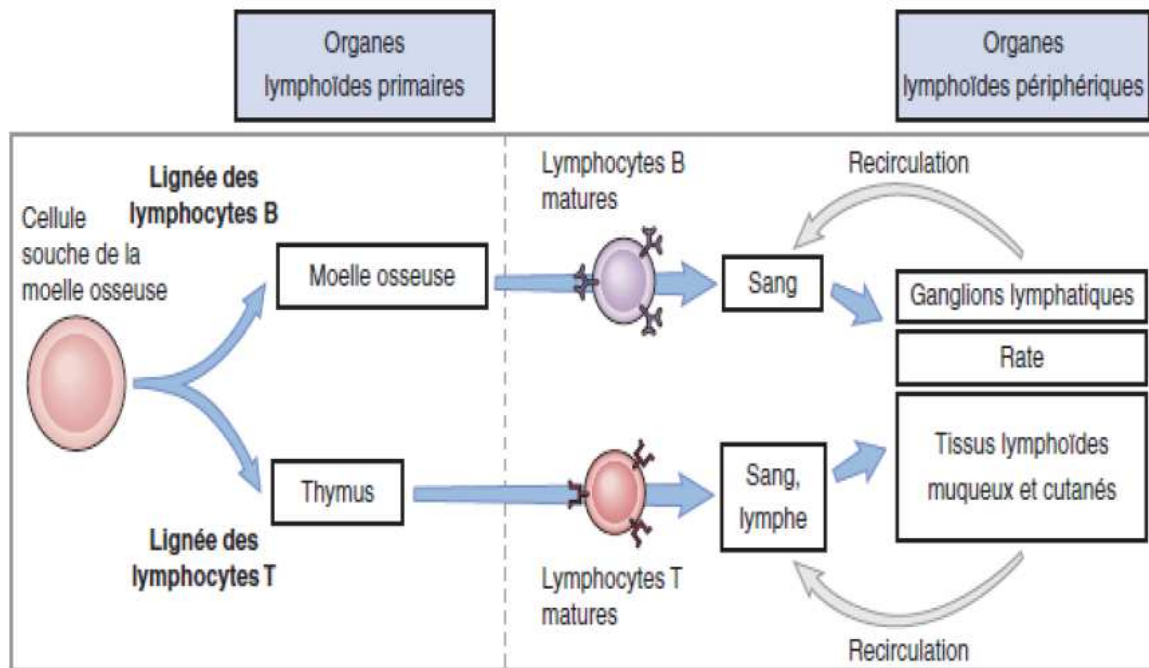 Organes
lymphoïdes primaires
Organes
lymphoïdes périphériques
Lignée des
lymphocytes B
Cellule
souche de la
moelle osseuse
Moelle osseuse
Lymphocytes B
matures
Recirculation
Sang
Ganglions lymphatiques
Rate
Tissus lymphoïdes
muqueux et cutanés
Thymus
Sang,
lymphe
Lignée des
lymphocytes T
Lymphocytes T
matures
Recirculation